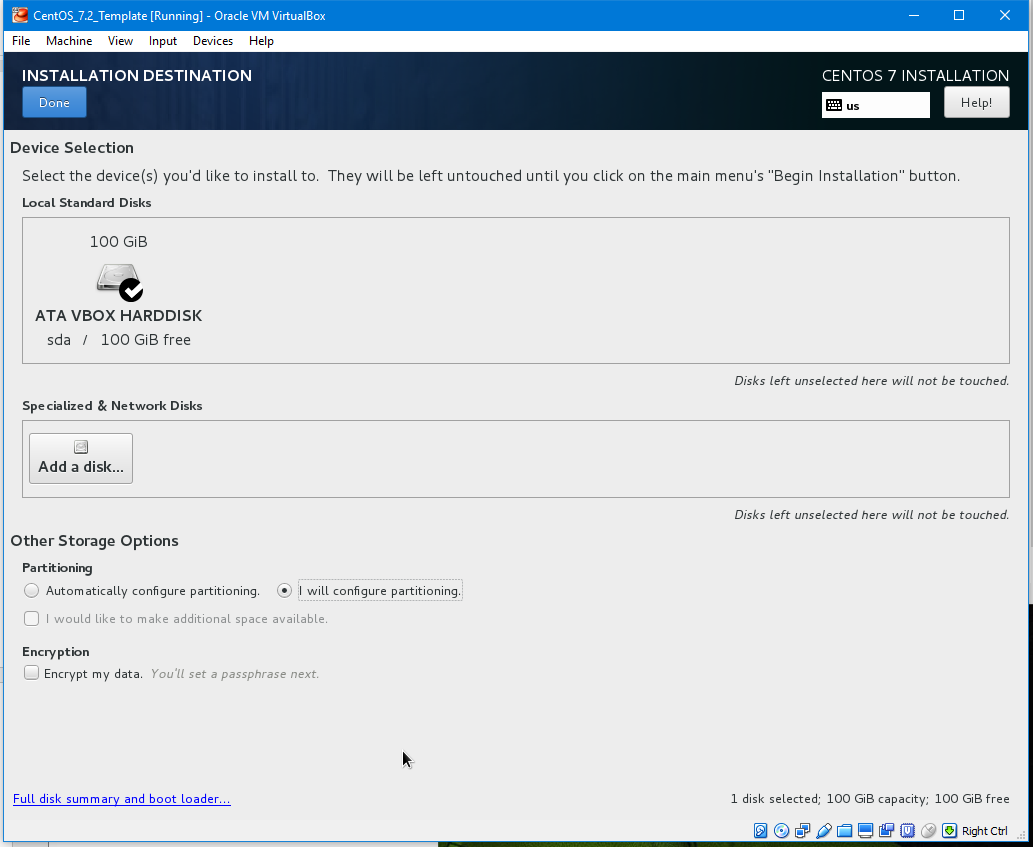 CentOS_7.2_Template [Running] - Oracle VM VirtualBox
File Machine View Input Devices Help
INSTALLATION DESTINATION
CENTOS 7 INSTALLATION
Done
us
Help!
Device Selection
Select the device(s) you'd like to install to.  They will be left untouched until you click on the main menu's "Begin Installation" button.
Local Standard Disks
100 GiB
ATA VBOX HARDDISK
sda / 100 GiB free
Disks left unselected here will not be touched.
Specialized & Network Disks
Add a disk...
Disks left unselected here will not be touched.
Other Storage Options
Partitioning
Automatically configure partitioning. I will configure partitioning.
I would like to make additional space available.
Encryption
Encrypt my data. You'll set a passphrase next.
Full disk summary and boot loader...
1 disk selected; 100 GiB capacity; 100 GiB free
Right Ctrl